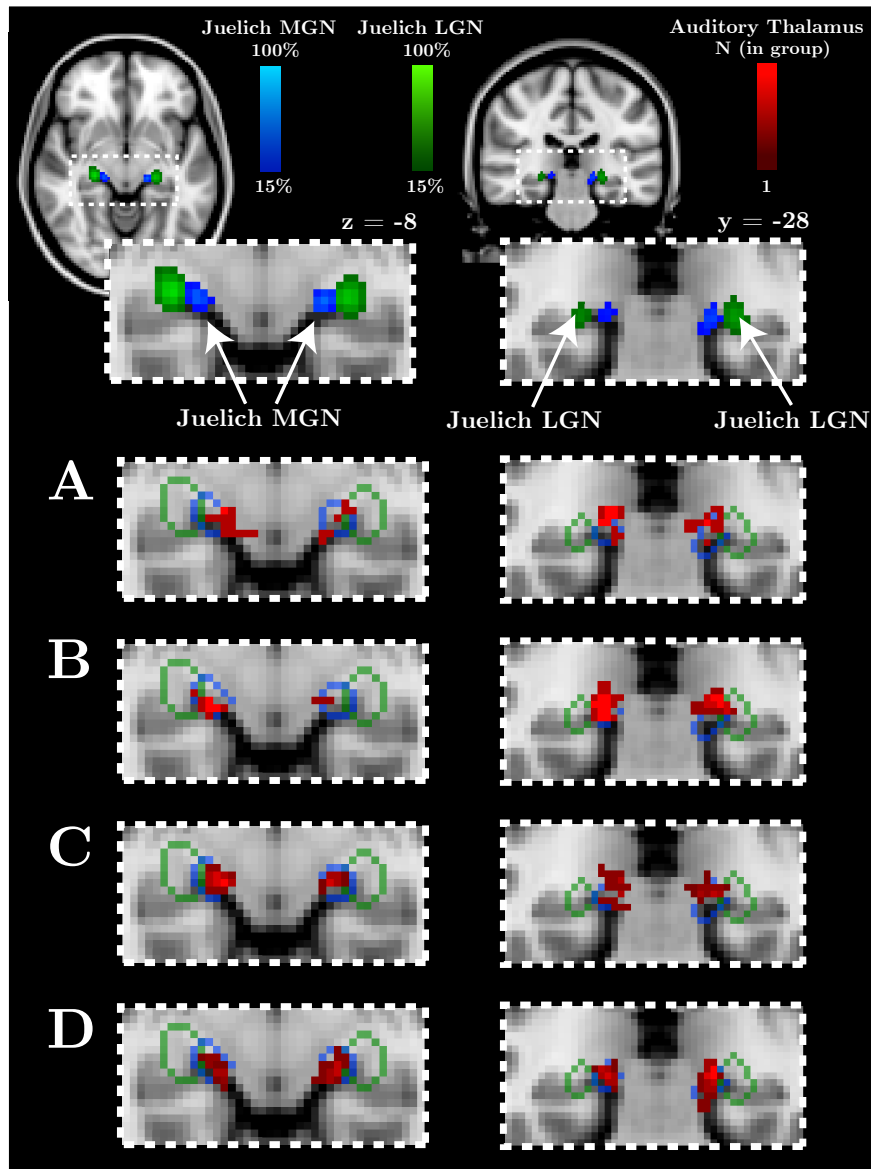 Juelich MGN
100%
15%
Juelich LGN
100%
15%
Auditory Thalamus
N (in group)
1
z = -8
y = -28
Juelich MGN
Juelich LGN
Juelich LGN
A
B
C
D